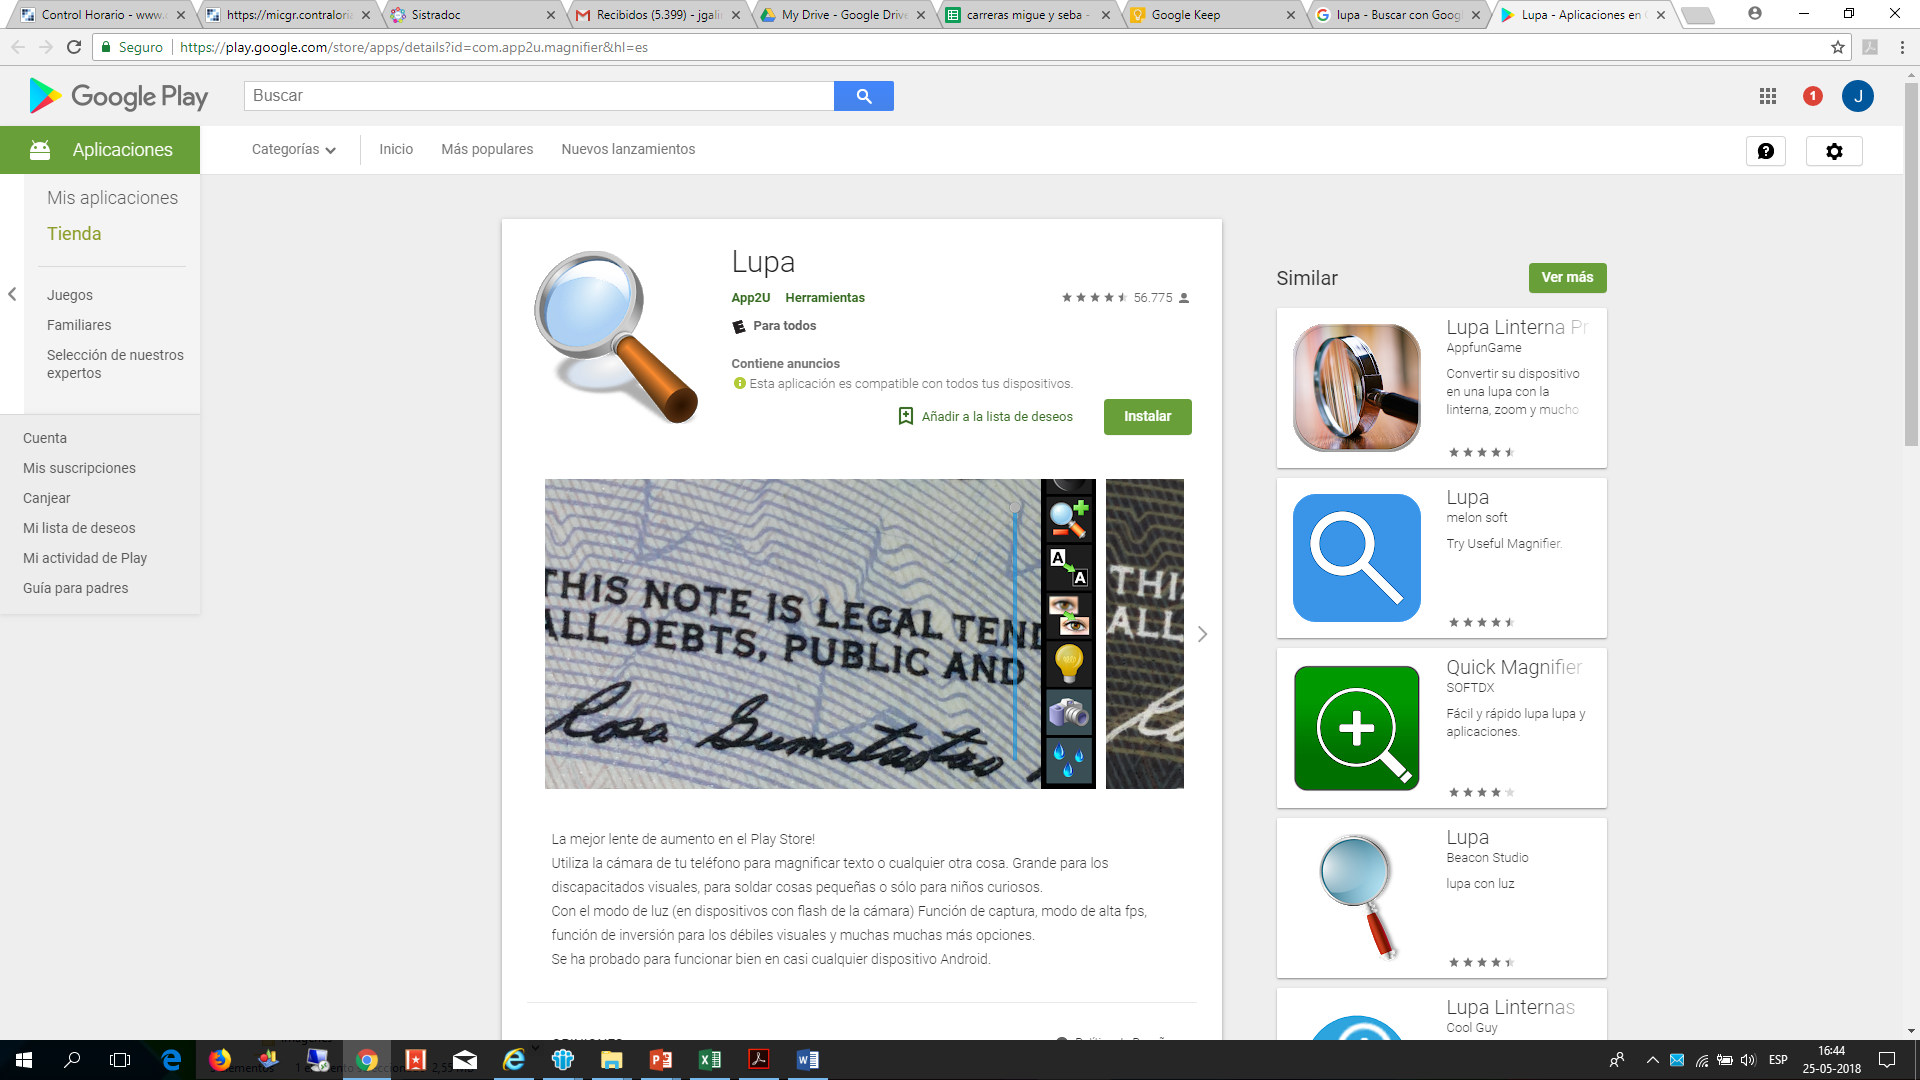 Control Horario - www.
https://micgr.contraloria
Sistradoc
Recibidos (5.399) - jgali
My Drive - Google Drive
carreras migue y seba -
Google Keep
lupa - Buscar con Goog
Lupa - Aplicaciones en
Seguro
https://play.google.com/store/apps/details?id=com.app2u.magnifier&hl=es
Google Play
Buscar
1
J
Aplicaciones
Categorías
Inicio
Más populares
Nuevos lanzamientos
Mis aplicaciones
Tienda
Juegos
Familiares
Selección de nuestros
expertos
Cuenta
Mis suscripciones
Canjear
Mi lista de deseos
Mi actividad de Play
Guía para padres
Lupa
App2U Herramientas
56.775
E Para todos
Contiene anuncios
Esta aplicación es compatible con todos tus dispositivos.
Añadir a la lista de deseos
Instalar
THIS NOTE IS LEGAL TEND
ALL DEBTS, PUBLIC AND
Rosa Gumataotao
A
A
THI
ALL
La mejor lente de aumento en el Play Store!
Utiliza la cámara de tu teléfono para magnificar texto o cualquier otra cosa. Grande para los
discapacitados visuales, para soldar cosas pequeñas o sólo para niños curiosos.
Con el modo de luz (en dispositivos con flash de la cámara) Función de captura, modo de alta fps,
función de inversión para los débiles visuales y muchas muchas más opciones.
Se ha probado para funcionar bien en casi cualquier dispositivo Android.
Similar
Ver más
Lupa Linterna Pr
AppfunGame
Convertir su dispositivo
en una lupa con la
linterna, zoom y mucho
Lupa
melon soft
Try Useful Magnifier.
Quick Magnifier
SOFTDX
Fácil y rápido lupa lupa y
aplicaciones.
Lupa
Beacon Studio
lupa con luz
Lupa Linternas
Cool Guy
ESP
16:44
25-05-2018